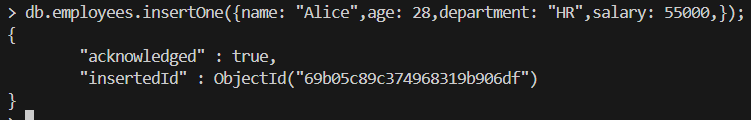 > db.employees.insertOne({name: "Alice",age: 28,department: "HR",salary: 55000,});
{
        "acknowledged" : true,
        "insertedId" : ObjectId("69b05c89c374968319b906df")
}
>